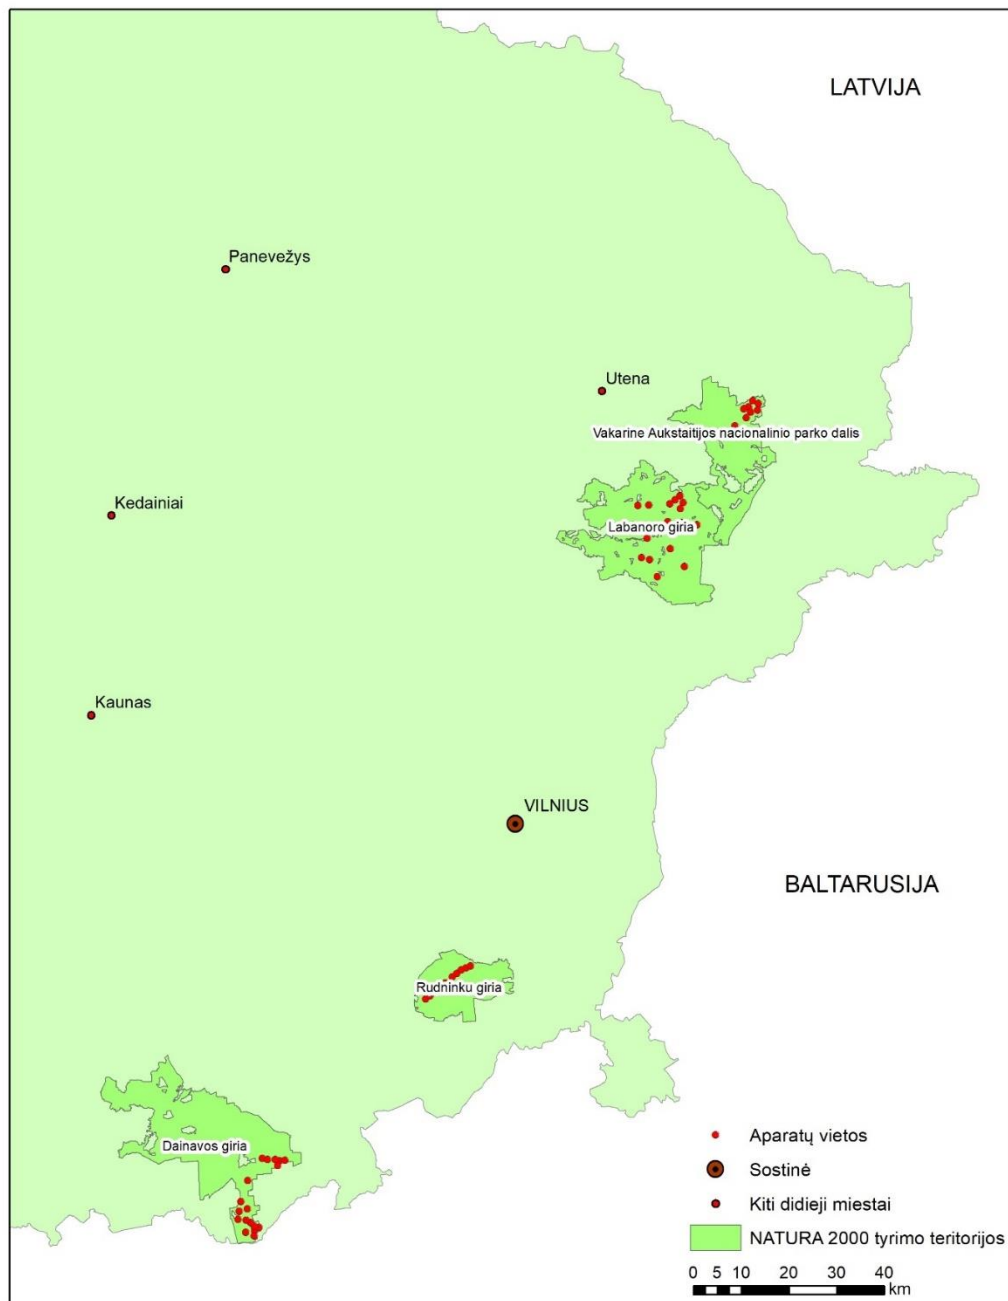 LATVIJA
Panevežys
Utena
Vakarine Aukstaitijos nacionalinio parko dalis
Kedainiai
Labanoro giria
Kaunas
VILNIUS
BALTARUSIJA
Rudninku giria
Dainavos giria
Aparatų vietos
Sostinė
Kiti didieji miestai
NATURA 2000 tyrimo teritorijos
0 5 10 20 30 40
km